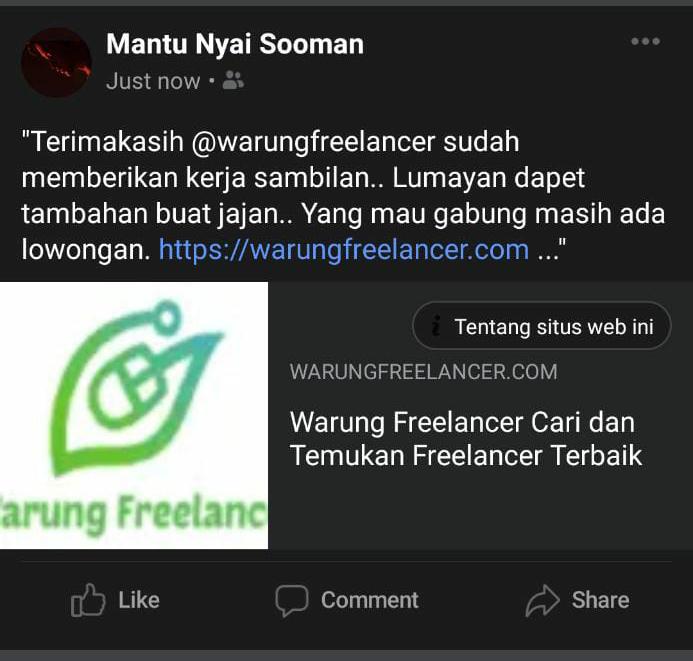 Mantu Nyai Sooman
Just now •
"Terimakasih @warungfreelancer sudah
memberikan kerja sambilan.. Lumayan dapet
tambahan buat jajan.. Yang mau gabung masih ada
lowongan. https://warungfreelancer.com ..."
arung Freelanc
i Tentang situs web ini
WARUNGFREELANCER.COM
Warung Freelancer Cari dan
Temukan Freelancer Terbaik
Like
Comment
Share